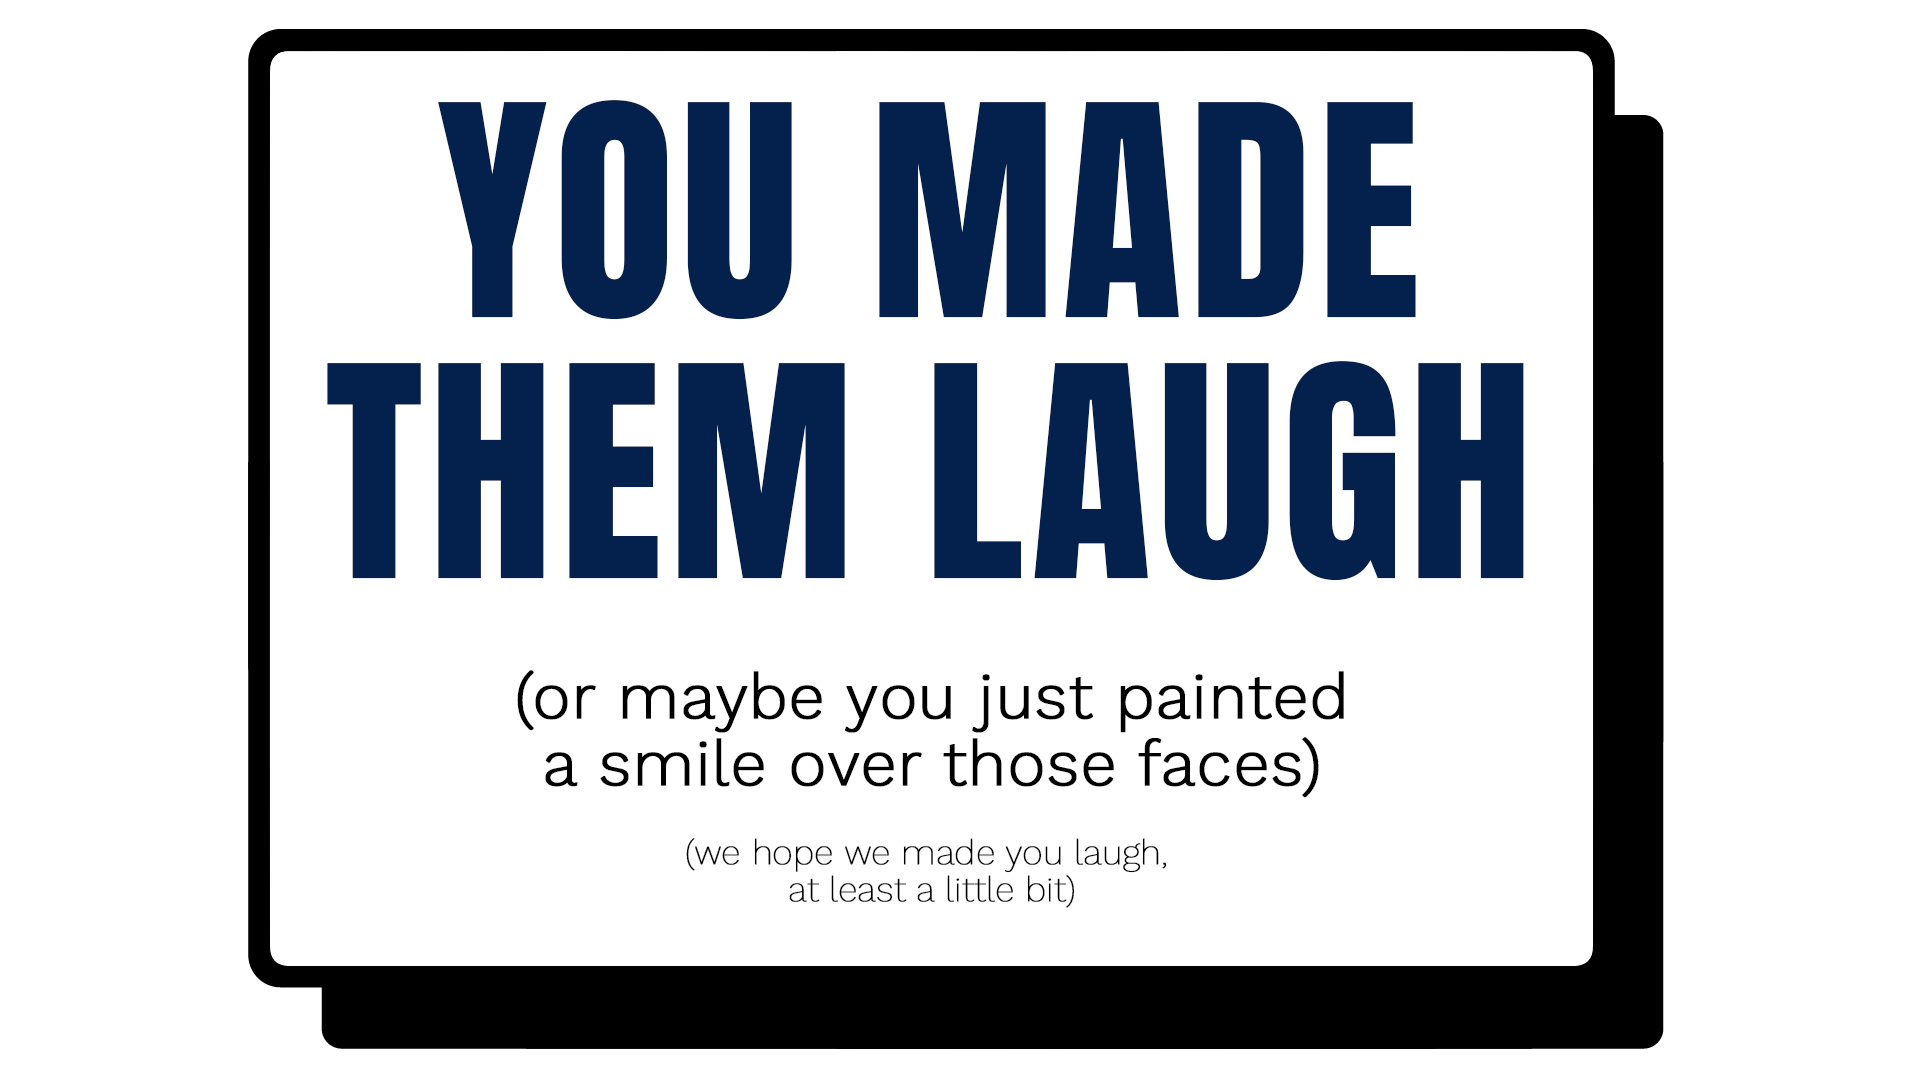 YOU MADE
THEM LAUGH
(or maybe you just painted
a smile over those faces)
(we hope we made you laugh,
at least a little bit)